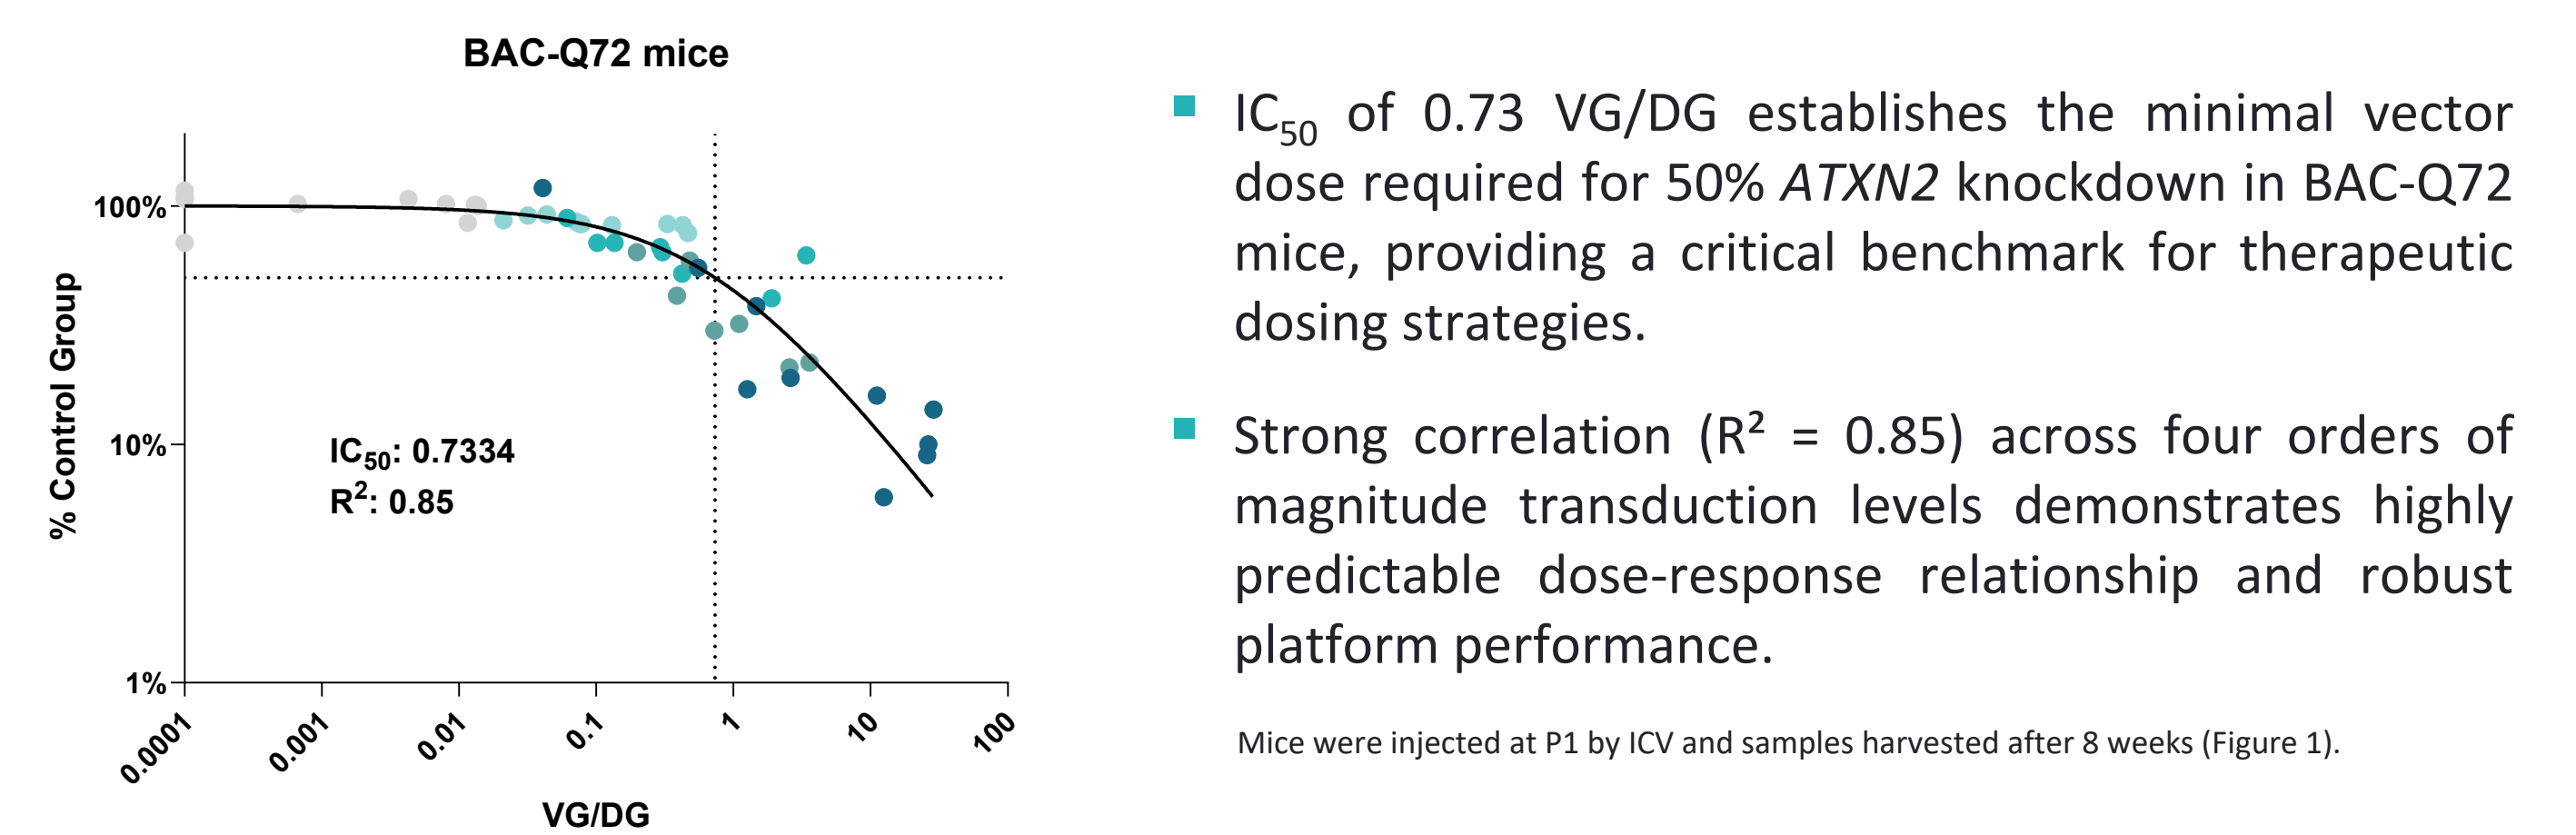 BAC-Q72 mice
% Control Group
100%
10%
1%
IC50: 0.7334
R²: 0.85
0.0001
0.001
0.01
0.1
1
10
100
VG/DG
IC50 of 0.73 VG/DG establishes the minimal vector
dose required for 50% ATXN2 knockdown in BAC-Q72
mice, providing a critical benchmark for therapeutic
dosing strategies.
Strong correlation (R² = 0.85) across four orders of
magnitude transduction levels demonstrates highly
predictable dose-response relationship and robust
platform performance.
Mice were injected at P1 by ICV and samples harvested after 8 weeks (Figure 1).